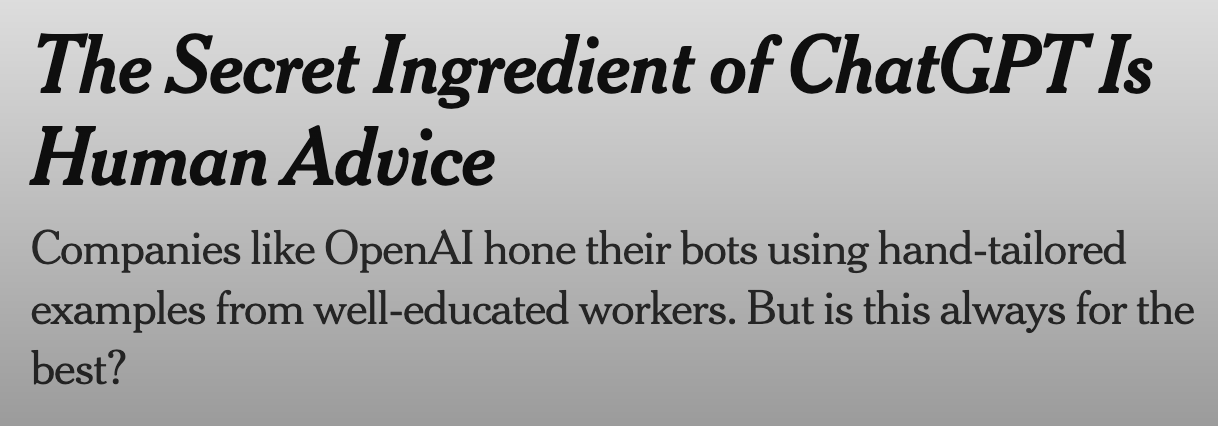 The Secret Ingredient of ChatGPT Is
Human Advice
Companies like OpenAI hone their bots using hand-tailored
examples from well-educated workers. But is this always for the
best?